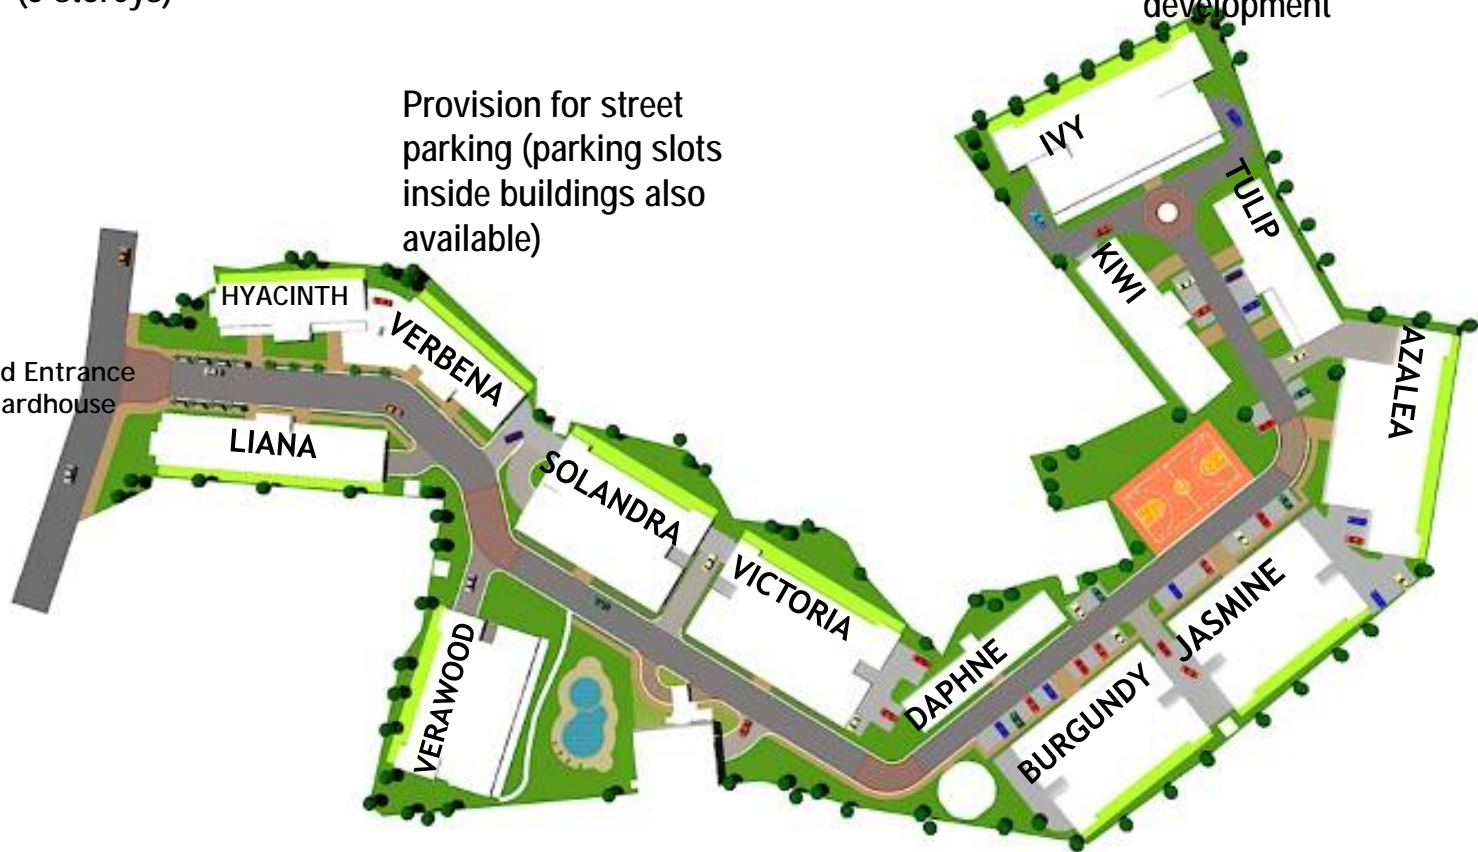 development
Provision for street
parking (parking slots
inside buildings also
available)
IVY
TULIP
KIWI
HYACINTH
VERBENA
AZALEA
d Entrance
ardhouse
LIANA
SOLANDRA
VICTORIA
JASMINE
DAPHNE
VERAWOOD
BURGUNDY